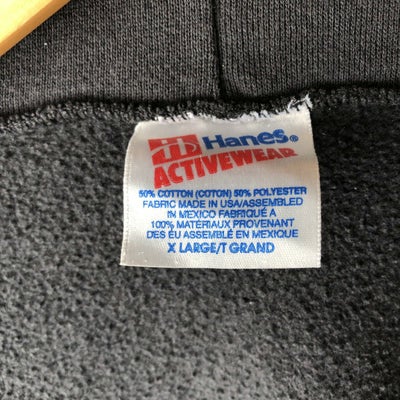 Hanes®
ACTIVEWEAR
50% COTTON (COTON) 50% POLYESTER
FABRIC MADE IN USA/ASSEMBLED
IN MEXICO FABRIQUÉ A
100% MATÉRIAUX PROVENANT
DES ÉU ASSEMBLÉ EN MEXIQUE
X LARGE/T GRAND